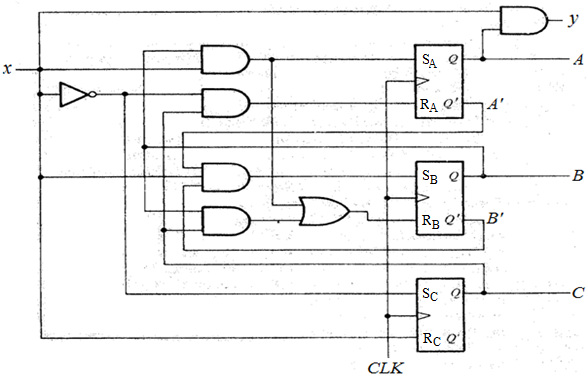 y
x
S_A Q A
R_A Q' A'
S_B Q B
R_B Q' B'
S_C Q C
R_C Q'
CLK